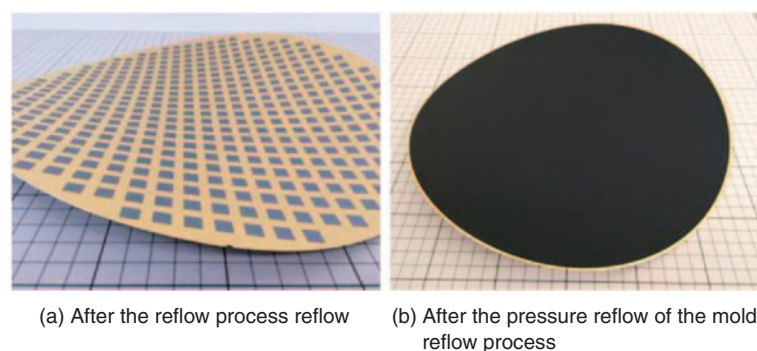 (a) After the reflow process reflow
(b) After the pressure reflow of the mold
reflow process